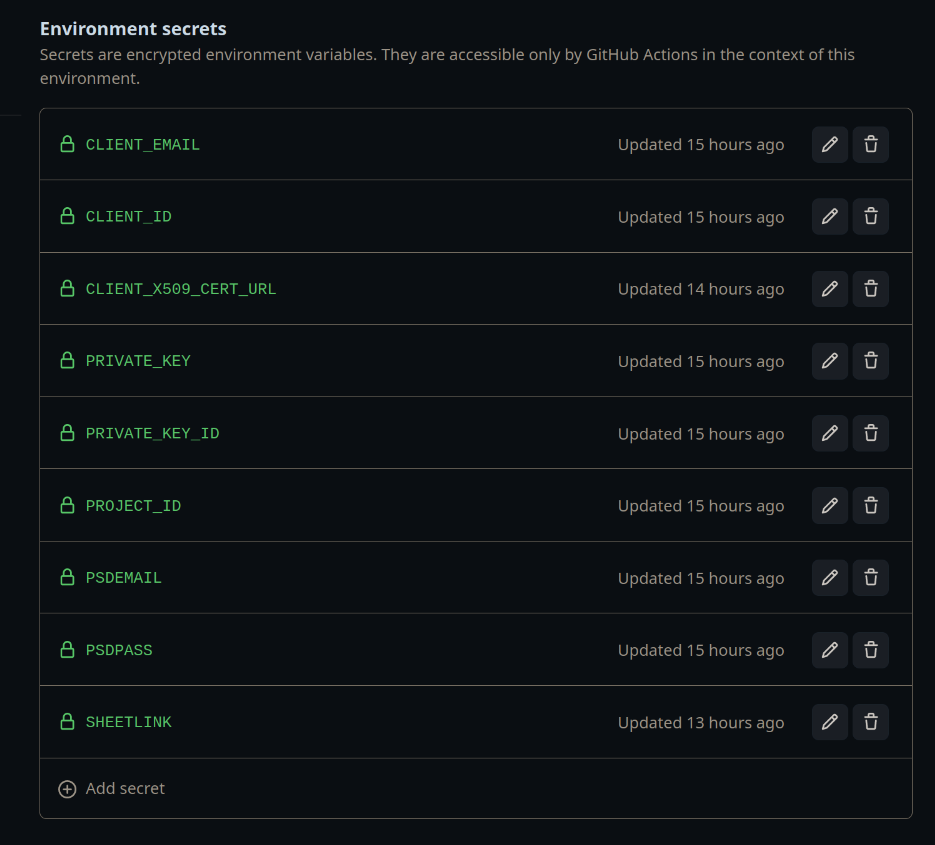 Environment secrets
Secrets are encrypted environment variables. They are accessible only by GitHub Actions in the context of this
environment.
CLIENT_EMAIL Updated 15 hours ago
CLIENT_ID Updated 15 hours ago
CLIENT_X509_CERT_URL Updated 14 hours ago
PRIVATE_KEY Updated 15 hours ago
PRIVATE_KEY_ID Updated 15 hours ago
PROJECT_ID Updated 15 hours ago
PSDEMAIL Updated 15 hours ago
PSDPASS Updated 15 hours ago
SHEETLINK Updated 13 hours ago
Add secret